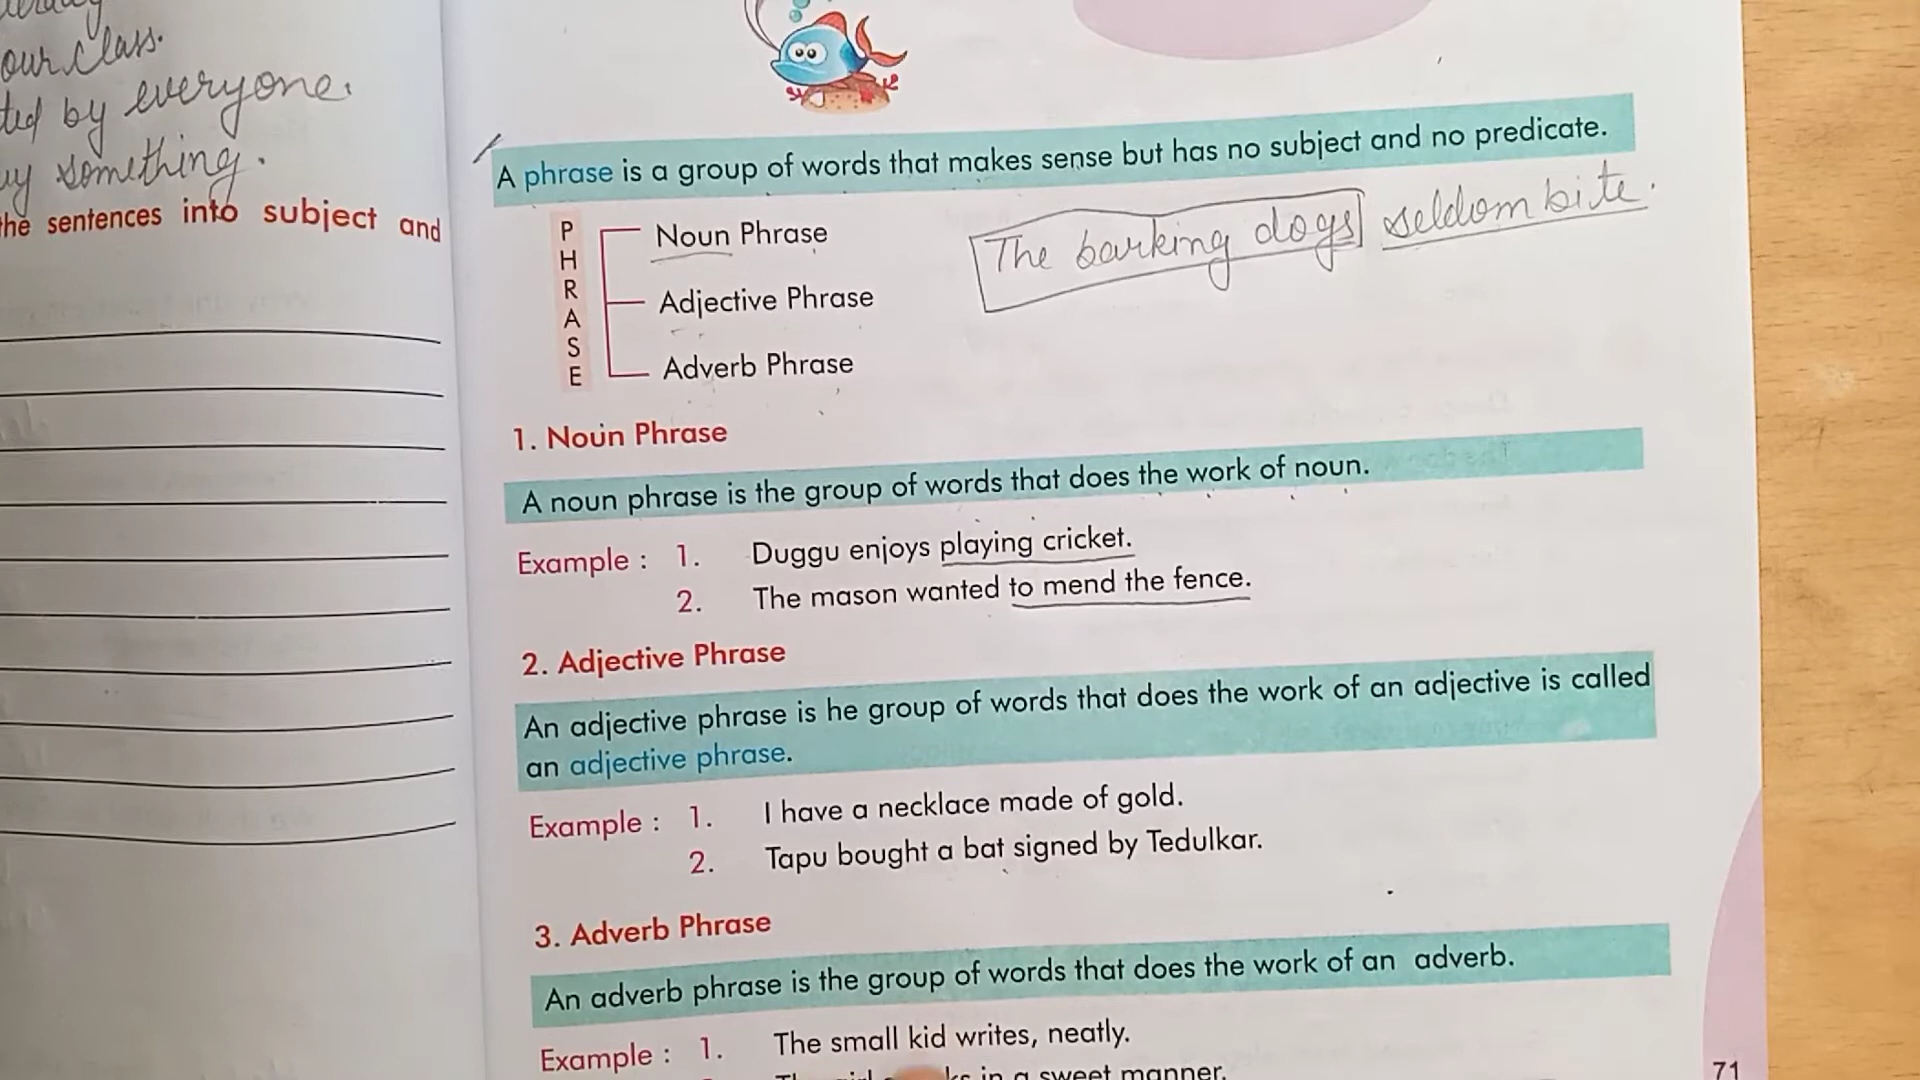 our Class.
by everyone.
something.
the sentences into subject and
A phrase is a group of words that makes sense but has no subject and no predicate.
PHRASE
Noun Phrase
The barking dogs seldom bite.
Adjective Phrase
Adverb Phrase
1. Noun Phrase
A noun phrase is the group of words that does the work of noun.
Example : 1. Duggu enjoys playing cricket.
2. The mason wanted to mend the fence.
2. Adjective Phrase
An adjective phrase is he group of words that does the work of an adjective is called
an adjective phrase.
Example : 1. I have a necklace made of gold.
2. Tapu bought a bat signed by Tedulkar.
3. Adverb Phrase
An adverb phrase is the group of words that does the work of an adverb.
Example : 1. The small kid writes, neatly.
in a sweet manner.
71